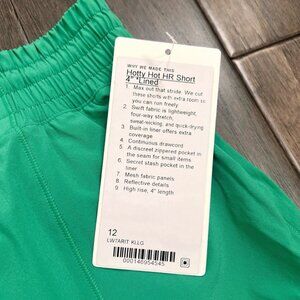 WHY WE MADE THIS
Hotty Hot HR Short
4" *Lined
1. Max out that stride. We cut
these shorts with extra room so
you can run freely
2. Swift fabric is lightweight,
four-way stretch,
sweat-wicking, and quick-drying
3. Built-in liner offers extra
coverage
4. Continuous drawcord
5. A discreet zippered pocket in
the seam for small items
6. Secret stash pocket in the
liner
7. Mesh fabric panels
8. Reflective details
9. High rise, 4" length
12
LW7ARIT KLLG
000146954545